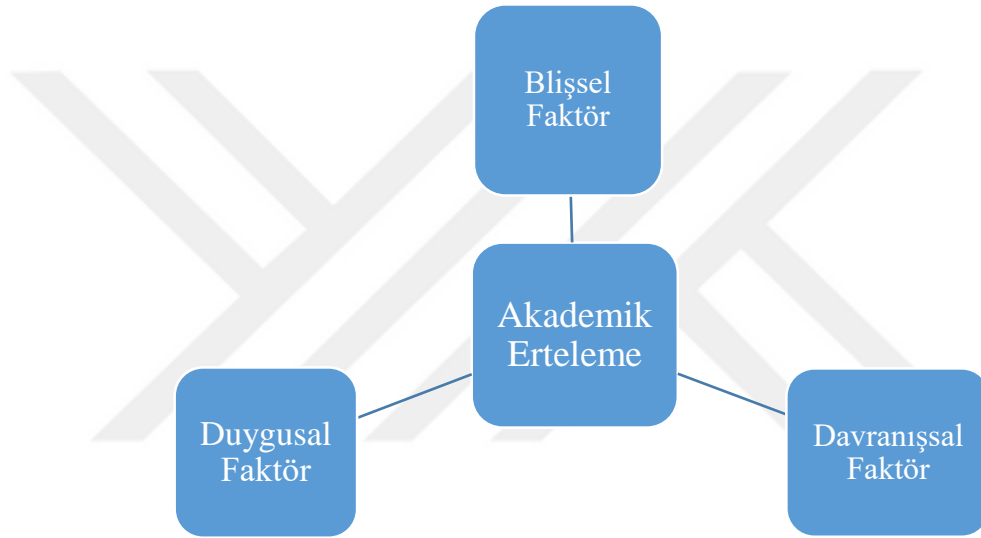 Blişsel
Faktör
Akademik
Erteleme
Duygusal
Faktör
Davranışsal
Faktör